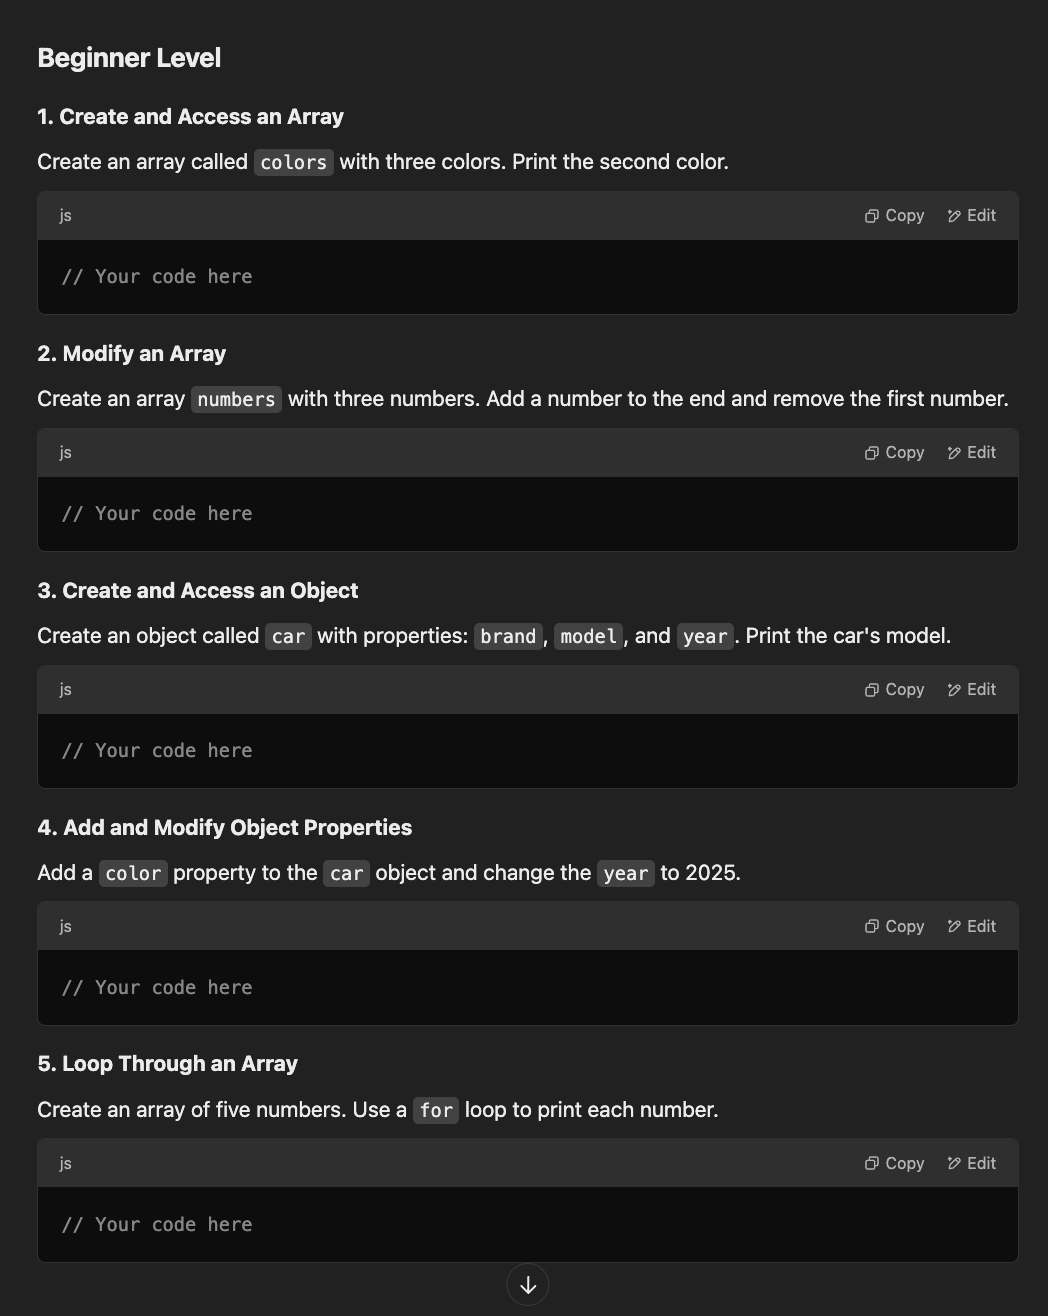 Beginner Level
1. Create and Access an Array
Create an array called colors with three colors. Print the second color.
js Copy Edit
// Your code here
2. Modify an Array
Create an array numbers with three numbers. Add a number to the end and remove the first number.
js Copy Edit
// Your code here
3. Create and Access an Object
Create an object called car with properties: brand, model, and year. Print the car's model.
js Copy Edit
// Your code here
4. Add and Modify Object Properties
Add a color property to the car object and change the year to 2025.
js Copy Edit
// Your code here
5. Loop Through an Array
Create an array of five numbers. Use a for loop to print each number.
js Copy Edit
// Your code here